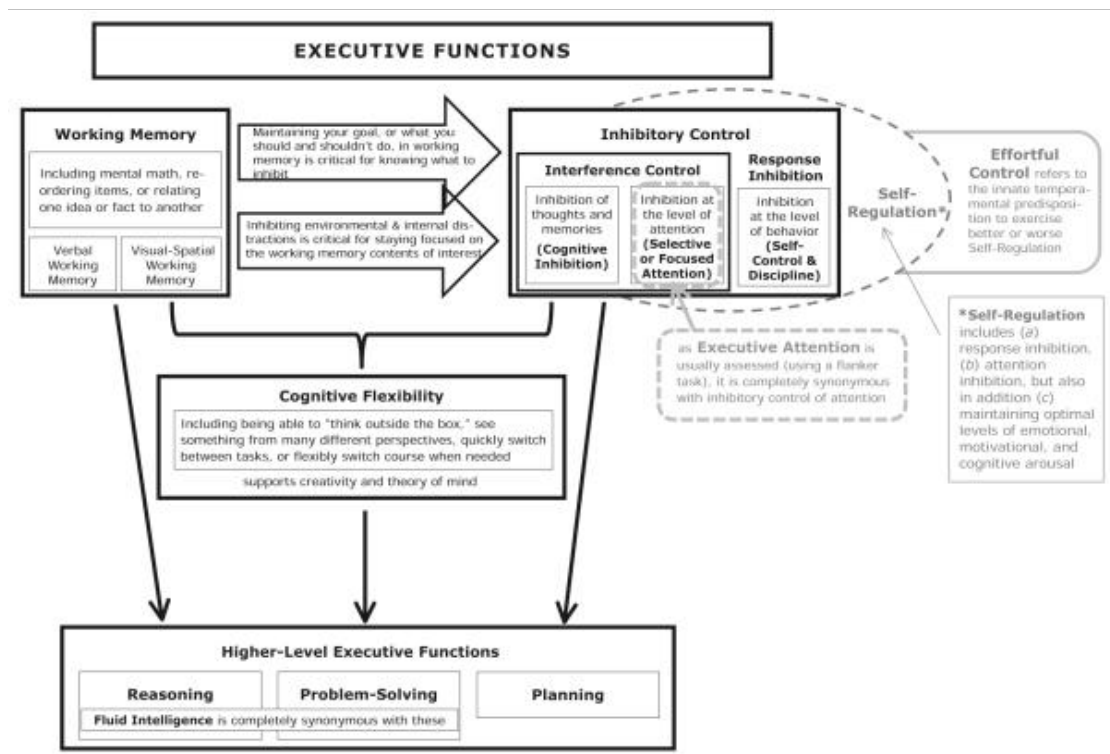 EXECUTIVE FUNCTIONS
Working Memory
Including mental math, re-
ordering items, or relating
one idea or fact to another
Verbal
Working
Memory
Visual-Spatial
Working
Memory
Maintaining your goal, or what you
should and shouldn't do, in working
memory is critical for knowing what to
inhibit
Inhibiting environmental & internal dis-
tractions is critical for staying focused on
the working memory contents of interest
Inhibitory Control
Interference Control
Inhibition of
thoughts and
memories
(Cognitive
Inhibition)
Inhibition at
the level of
attention
(Selective
or Focused
Attention)
Response
Inhibition
Inhibition
at the level
of behavior
(Self-
Control &
Discipline)
Self-
Regulation*
Effortful
Control refers to
the innate tempera-
mental predisposi-
tion to exercise
better or worse
Self-Regulation
*Self-Regulation
includes (a)
response inhibition,
(b) attention
inhibition, but also
in addition (c)
maintaining optimal
levels of emotional,
motivational, and
cognitive arousal
as Executive Attention is
usually assessed (using a flanker
task), it is completely synonymous
with inhibitory control of attention
Cognitive Flexibility
Including being able to "think outside the box," see
something from many different perspectives, quickly switch
between tasks, or flexibly switch course when needed
supports creativity and theory of mind
Higher-Level Executive Functions
Reasoning
Problem-Solving
Planning
Fluid Intelligence is completely synonymous with these